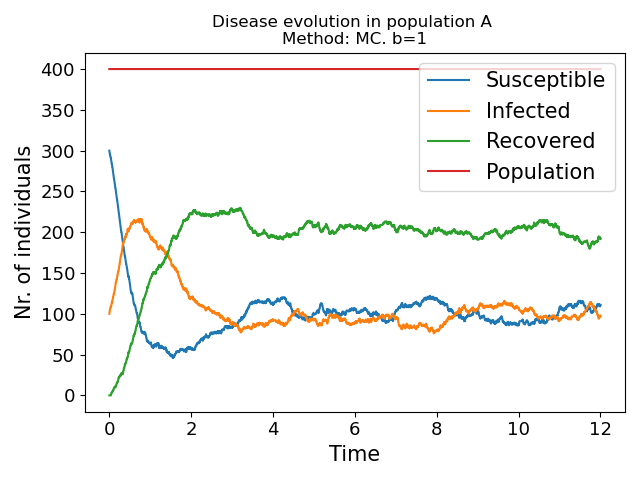 Disease evolution in population A
Method: MC. b=1
Nr. of individuals
400
350
300
250
200
150
100
50
0
Susceptible
Infected
Recovered
Population
0 2 4 6 8 10 12
Time